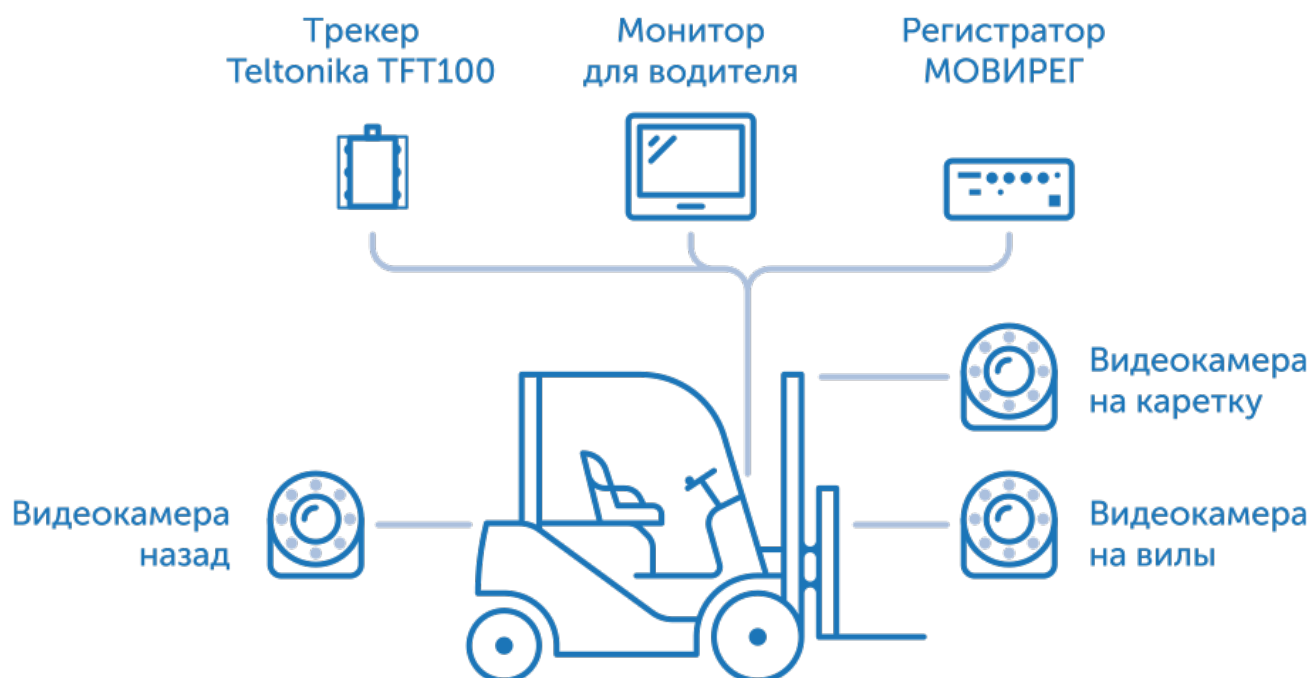 Трекер
Teltonika TFT100
Монитор
для водителя
Регистратор
МОВИРЕГ
Видеокамера
на каретку
Видеокамера
назад
Видеокамера
на вилы